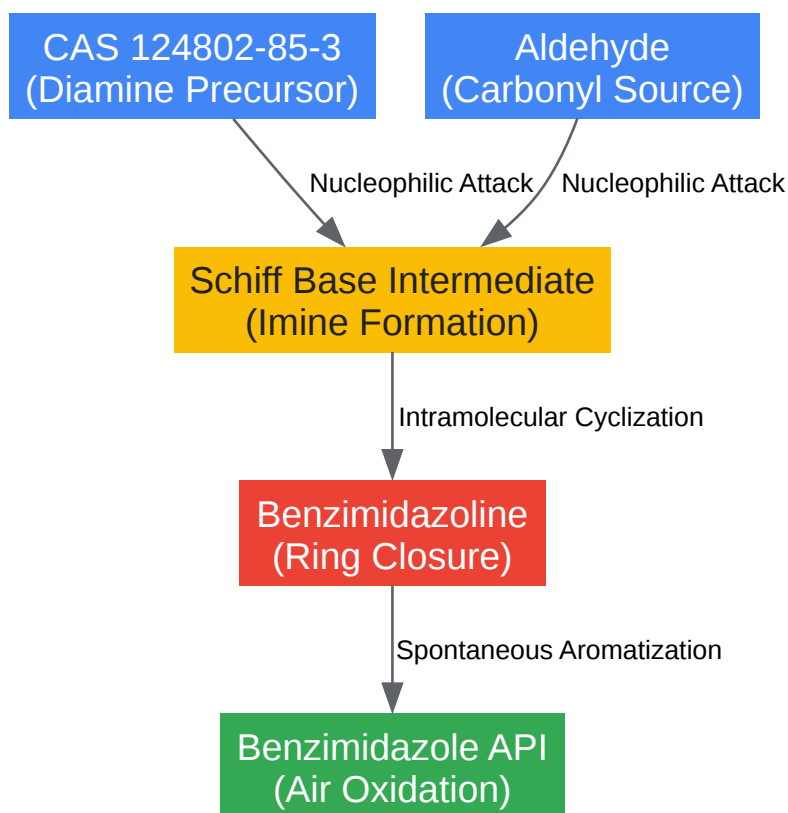 CAS 124802-85-3
(Diamine Precursor)
Aldehyde
(Carbonyl Source)
Nucleophilic Attack
Nucleophilic Attack
Schiff Base Intermediate
(Imine Formation)
Intramolecular Cyclization
Benzimidazoline
(Ring Closure)
Spontaneous Aromatization
Benzimidazole API
(Air Oxidation)